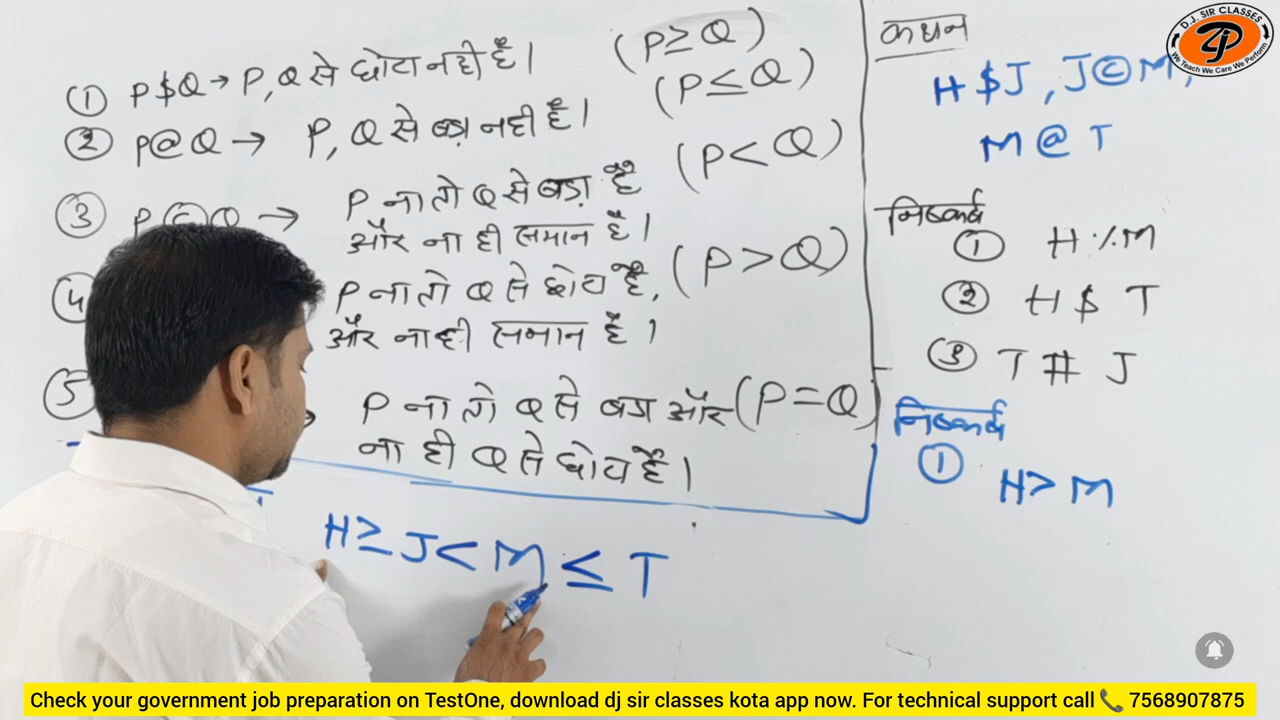 ① P$Q → P, Q से छोटा नहीं है। (P≥Q)
② P@Q → P, Q से बड़ा नहीं है। (P≤Q)
③ P©Q → P ना तो Q से बड़ा है (P<Q)
और ना ही समान है।
④ P ना तो Q से छोटा है, (P>Q)
और ना ही समान है।
⑤ P ना तो Q से बड़ा और (P=Q)
ना ही Q से छोटा है।
H≥J<M≤T
कथन
H$J, J©M,
M@T
निष्कर्ष
① H%M
② H$T
③ T#J
निष्कर्ष
① H>M
D.J. SIR CLASSES
We Teach We Care We Perform
Check your government job preparation on TestOne, download dj sir classes kota app now. For technical support call 📞 7568907875